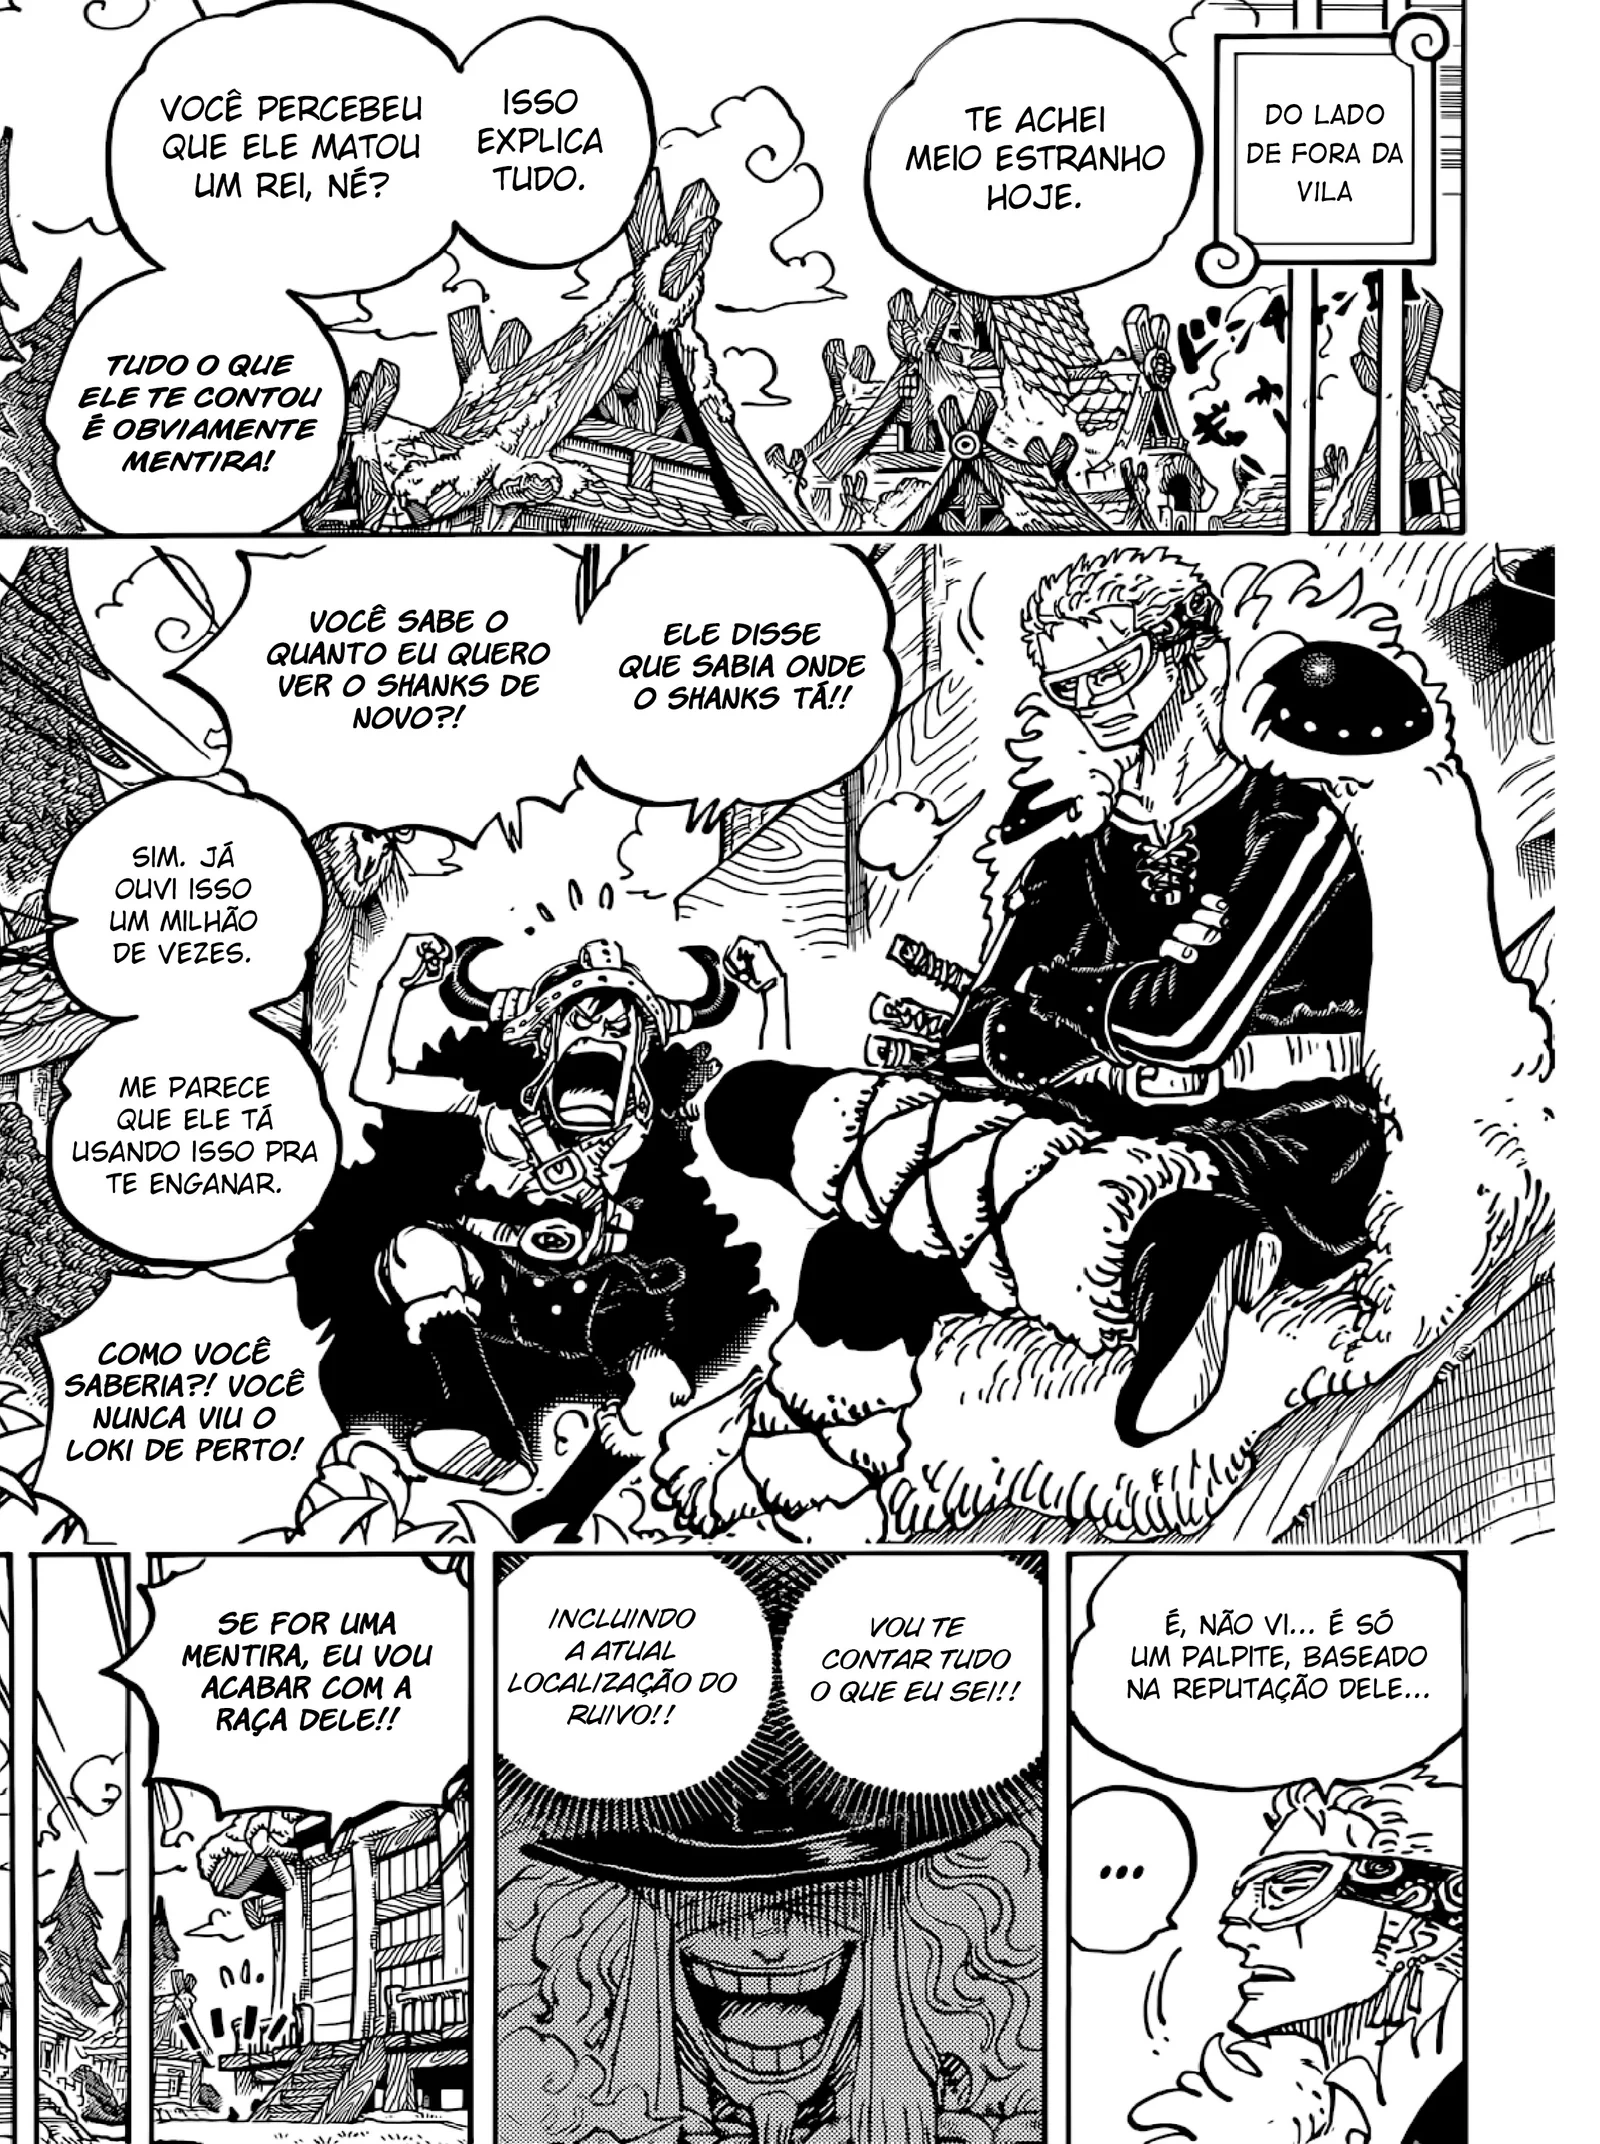 DO LADO
DE FORA DA
VILA
TE ACHEI
MEIO ESTRANHO
HOJE.
ISSO
EXPLICA
TUDO.
VOCÊ PERCEBEU
QUE ELE MATOU
UM REI, NÉ?
TUDO O QUE
ELE TE CONTOU
É OBVIAMENTE
MENTIRA!
ELE DISSE
QUE SABIA ONDE
O SHANKS TÁ!!
VOCÊ SABE O
QUANTO EU QUERO
VER O SHANKS DE
NOVO?!
SIM. JÁ
OUVI ISSO
UM MILHÃO
DE VEZES.
ME PARECE
QUE ELE TÁ
USANDO ISSO PRA
TE ENGANAR.
COMO VOCÊ
SABERIA?! VOCÊ
NUNCA VIU O
LOKI DE PERTO!
É, NÃO VI... É SÓ
UM PALPITE, BASEADO
NA REPUTAÇÃO DELE...
...
VOU TE
CONTAR TUDO
O QUE EU SEI!!
INCLUINDO
A ATUAL
LOCALIZAÇÃO DO
RUIVO!!
SE FOR UMA
MENTIRA, EU VOU
ACABAR COM A
RAÇA DELE!!